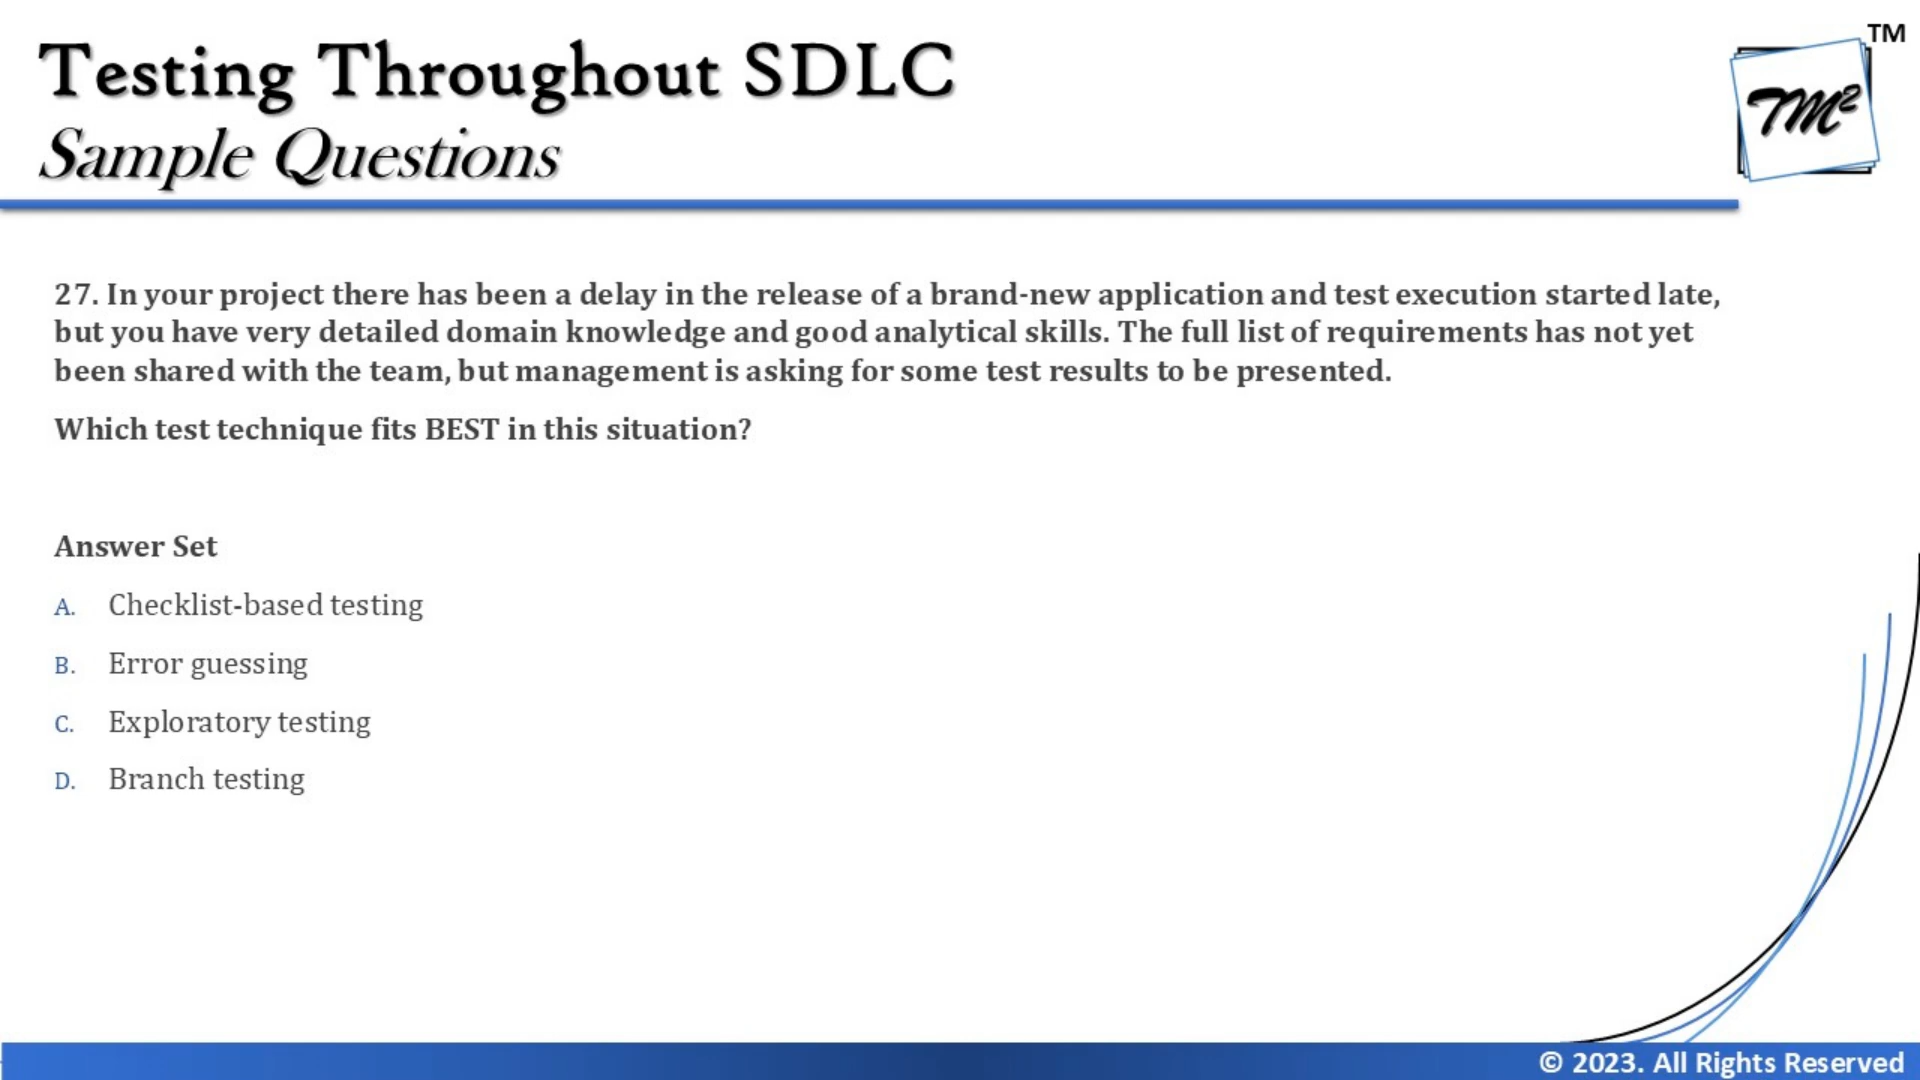 Testing Throughout SDLC
Sample Questions
TM
TM²
27. In your project there has been a delay in the release of a brand-new application and test execution started late,
but you have very detailed domain knowledge and good analytical skills. The full list of requirements has not yet
been shared with the team, but management is asking for some test results to be presented.
Which test technique fits BEST in this situation?
Answer Set
A. Checklist-based testing
B. Error guessing
C. Exploratory testing
D. Branch testing
© 2023. All Rights Reserved